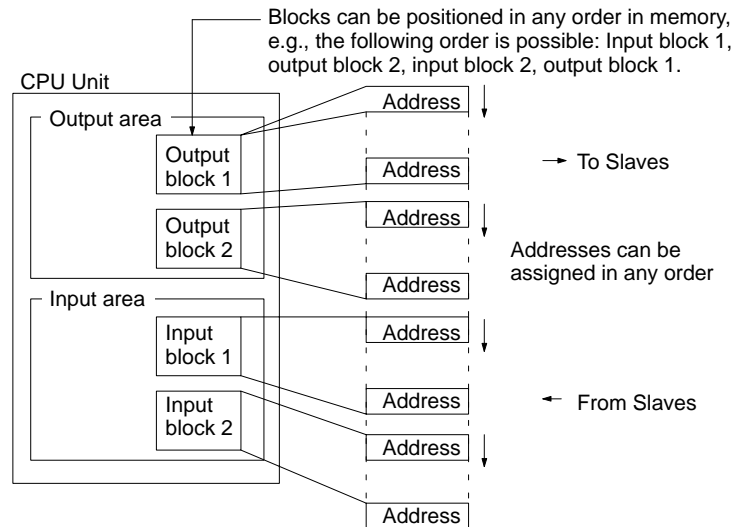 Blocks can be positioned in any order in memory,
e.g., the following order is possible: Input block 1,
output block 2, input block 2, output block 1.
CPU Unit
Output area
Output
block 1
Output
block 2
Input area
Input
block 1
Input
block 2
Address
Address
Address
Address
Address
Address
Address
Address
To Slaves
Addresses can be
assigned in any order
From Slaves